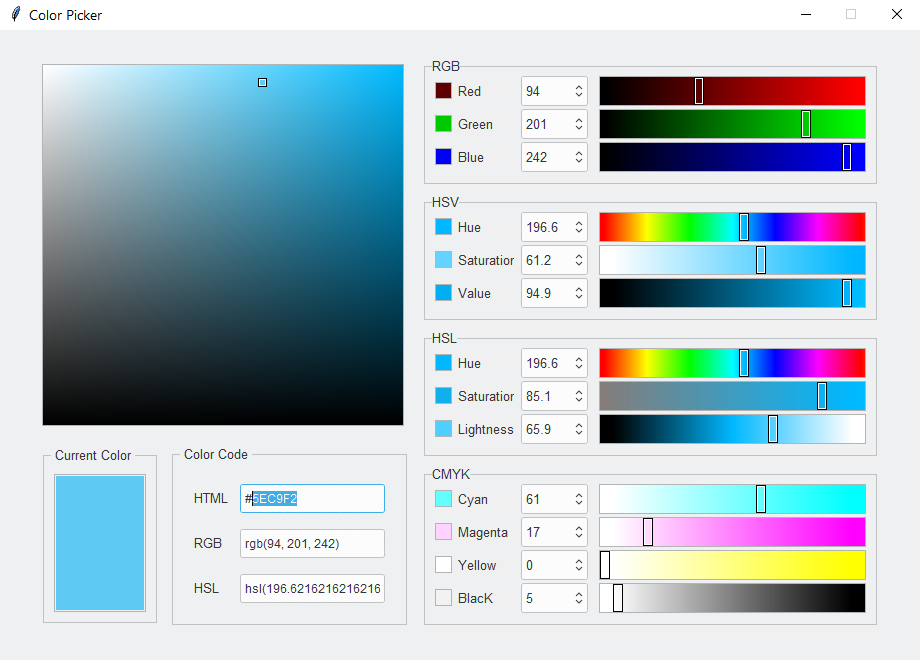 Color Picker
RGB
Red 94
Green 201
Blue 242
HSV
Hue 196.6
Saturation 61.2
Value 94.9
HSL
Hue 196.6
Saturation 85.1
Lightness 65.9
Current Color
Color Code
HTML #5EC9F2
RGB rgb(94, 201, 242)
HSL hsl(196.6216216216216
CMYK
Cyan 61
Magenta 17
Yellow 0
BlacK 5